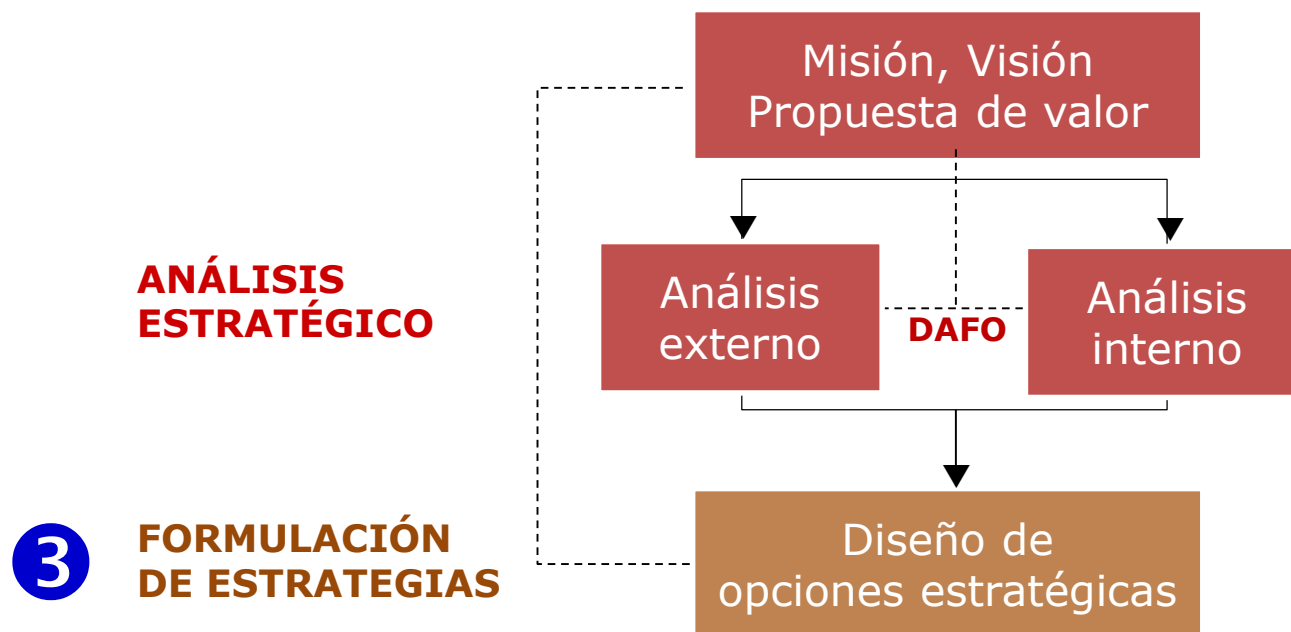 Misión, Visión
Propuesta de valor
ANÁLISIS
ESTRATÉGICO
Análisis
externo
DAFO
Análisis
interno
3
FORMULACIÓN
DE ESTRATEGIAS
Diseño de
opciones estratégicas